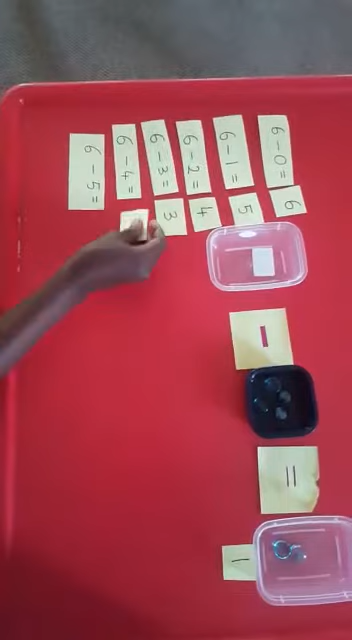 6 - 0 = 6
6 - 1 = 5
6 - 2 = 4
6 - 3 = 3
6 - 4 =
6 - 5 =
-
=
1